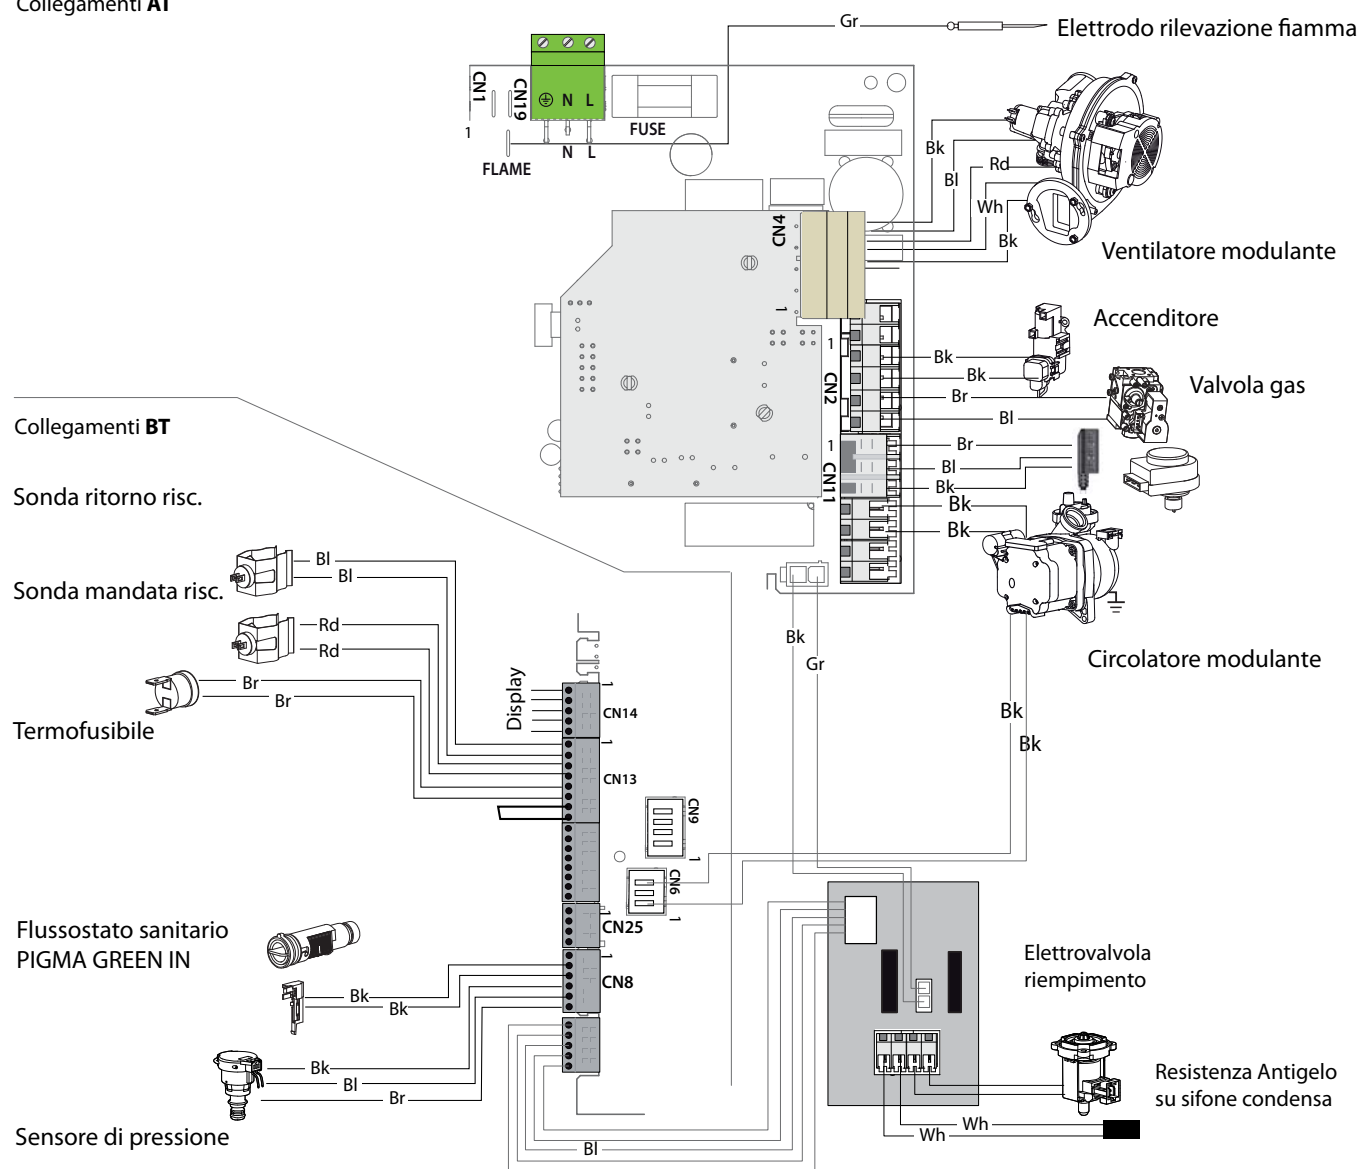 Collegamenti AT
Gr
Elettrodo rilevazione fiamma
CN1
CN19
N L
1
FUSE
N L
FLAME
Bk
Bl
Rd
Wh
Bk
CN4
1
Ventilatore modulante
Accenditore
1
CN2
Bk
Bk
Br
Bl
Valvola gas
1
CN11
Br
Bl
Bk
Bk
Bk
Circolatore modulante
Collegamenti BT
Sonda ritorno risc.
Bl
Bl
Sonda mandata risc.
Rd
Rd
Br
Br
Termofusibile
Display
1
CN14
1
CN13
Bk
Gr
Bk
Bk
CN9
1
CN6
1
1
CN25
1
CN8
Flussostato sanitario
PIGMA GREEN IN
Bk
Bk
Bk
Bl
Br
Sensore di pressione
Bl
Elettrovalvola
riempimento
Resistenza Antigelo
su sifone condensa
Wh
Wh